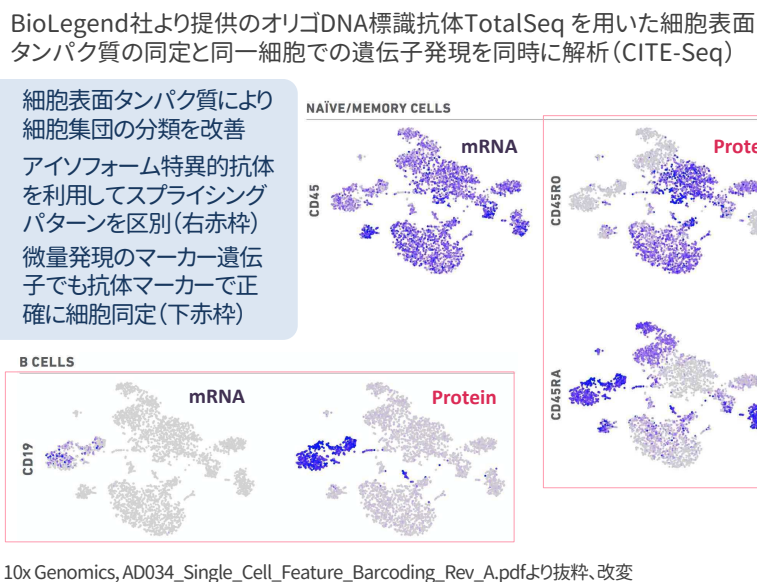 BioLegend社より提供のオリゴDNA標識抗体TotalSeq を用いた細胞表面
タンパク質の同定と同一細胞での遺伝子発現を同時に解析（CITE-Seq）
細胞表面タンパク質により
細胞集団の分類を改善
アイソフォーム特異的抗体
を利用してスプライシング
パターンを区別（右赤枠）
微量発現のマーカー遺伝
子でも抗体マーカーで正
確に細胞同定（下赤枠）
NAÏVE/MEMORY CELLS
mRNA
CD45
Prote
CD45RO
CD45RA
B CELLS
mRNA
Protein
CD19
10x Genomics, AD034_Single_Cell_Feature_Barcoding_Rev_A.pdfより抜粋、改変